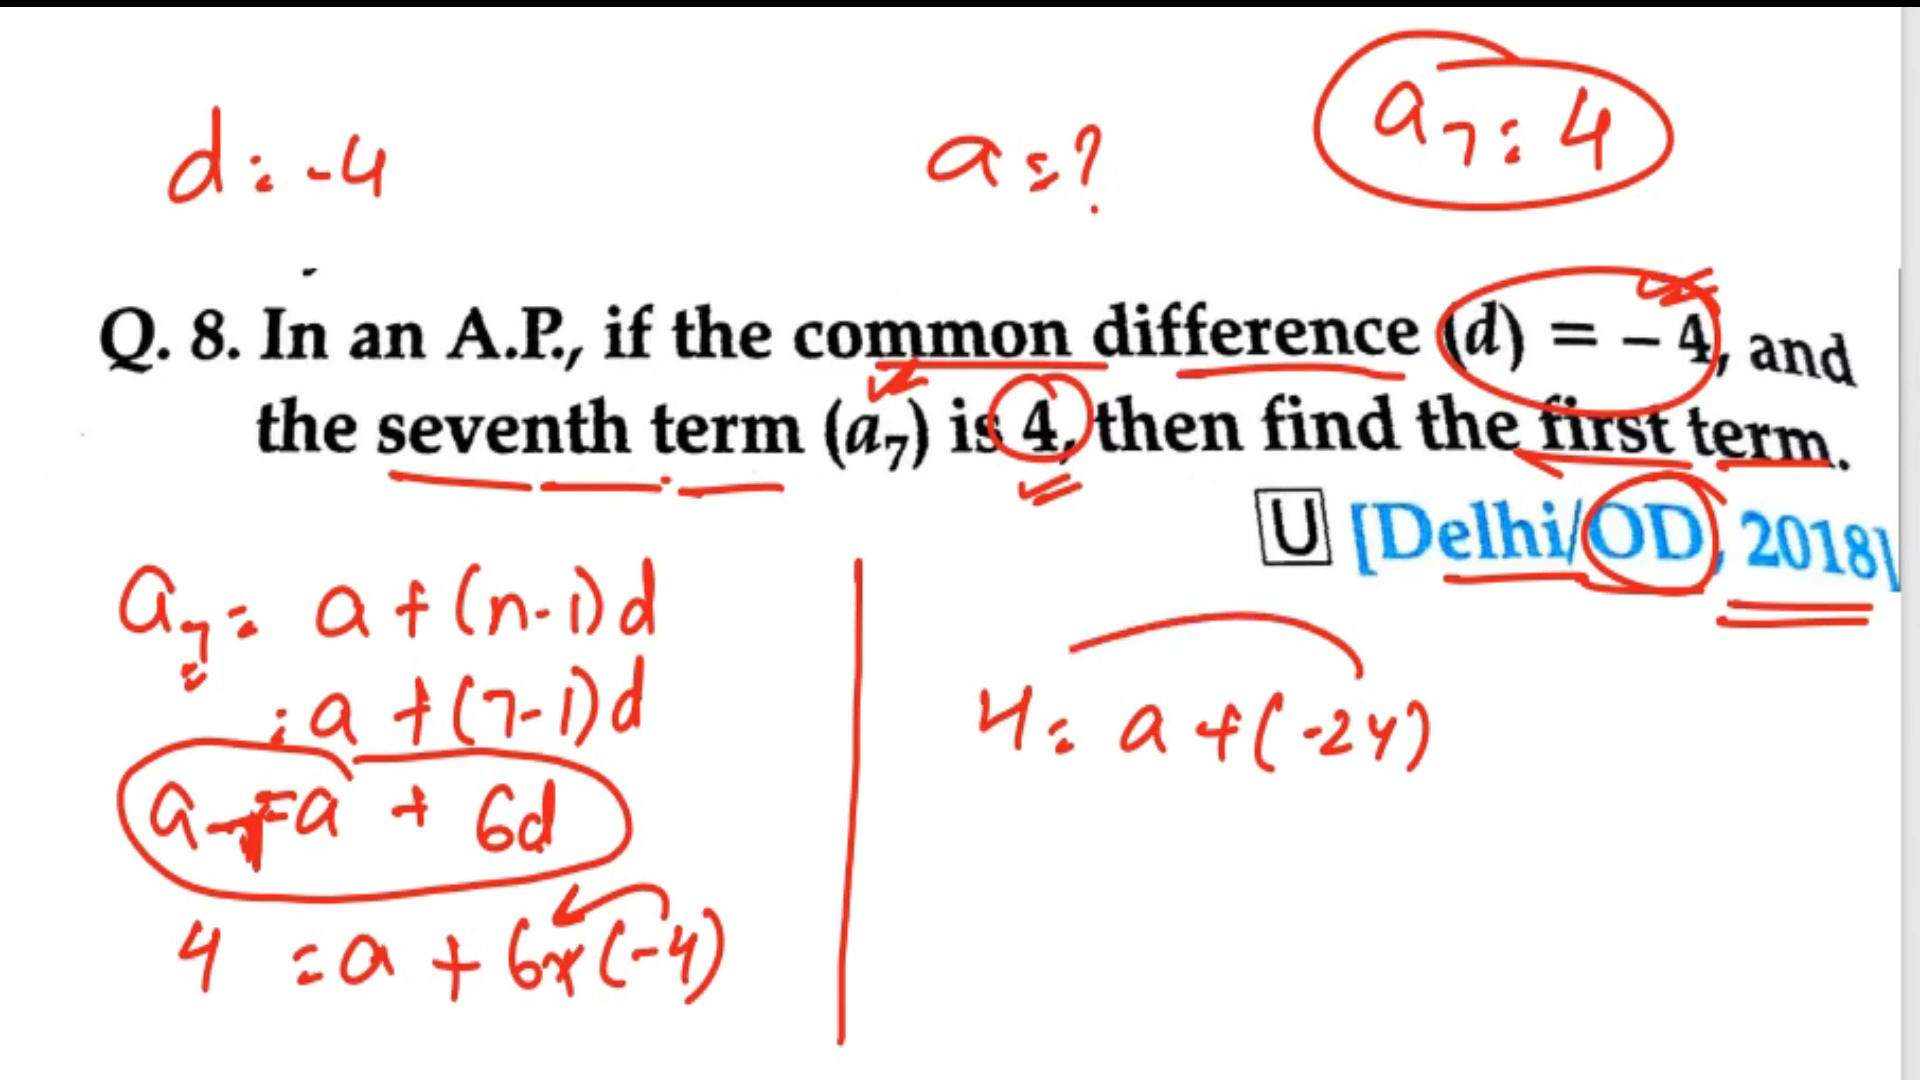 d = -4 a = ? a7 = 4
Q. 8. In an A.P., if the common difference (d) = – 4, and
the seventh term (a7) is 4, then find the first term.
U [Delhi/OD, 2018]
a7 = a + (n-1)d
= a + (7-1)d
a7 = a + 6d
4 = a + 6x(-4)
4 = a + (-24)